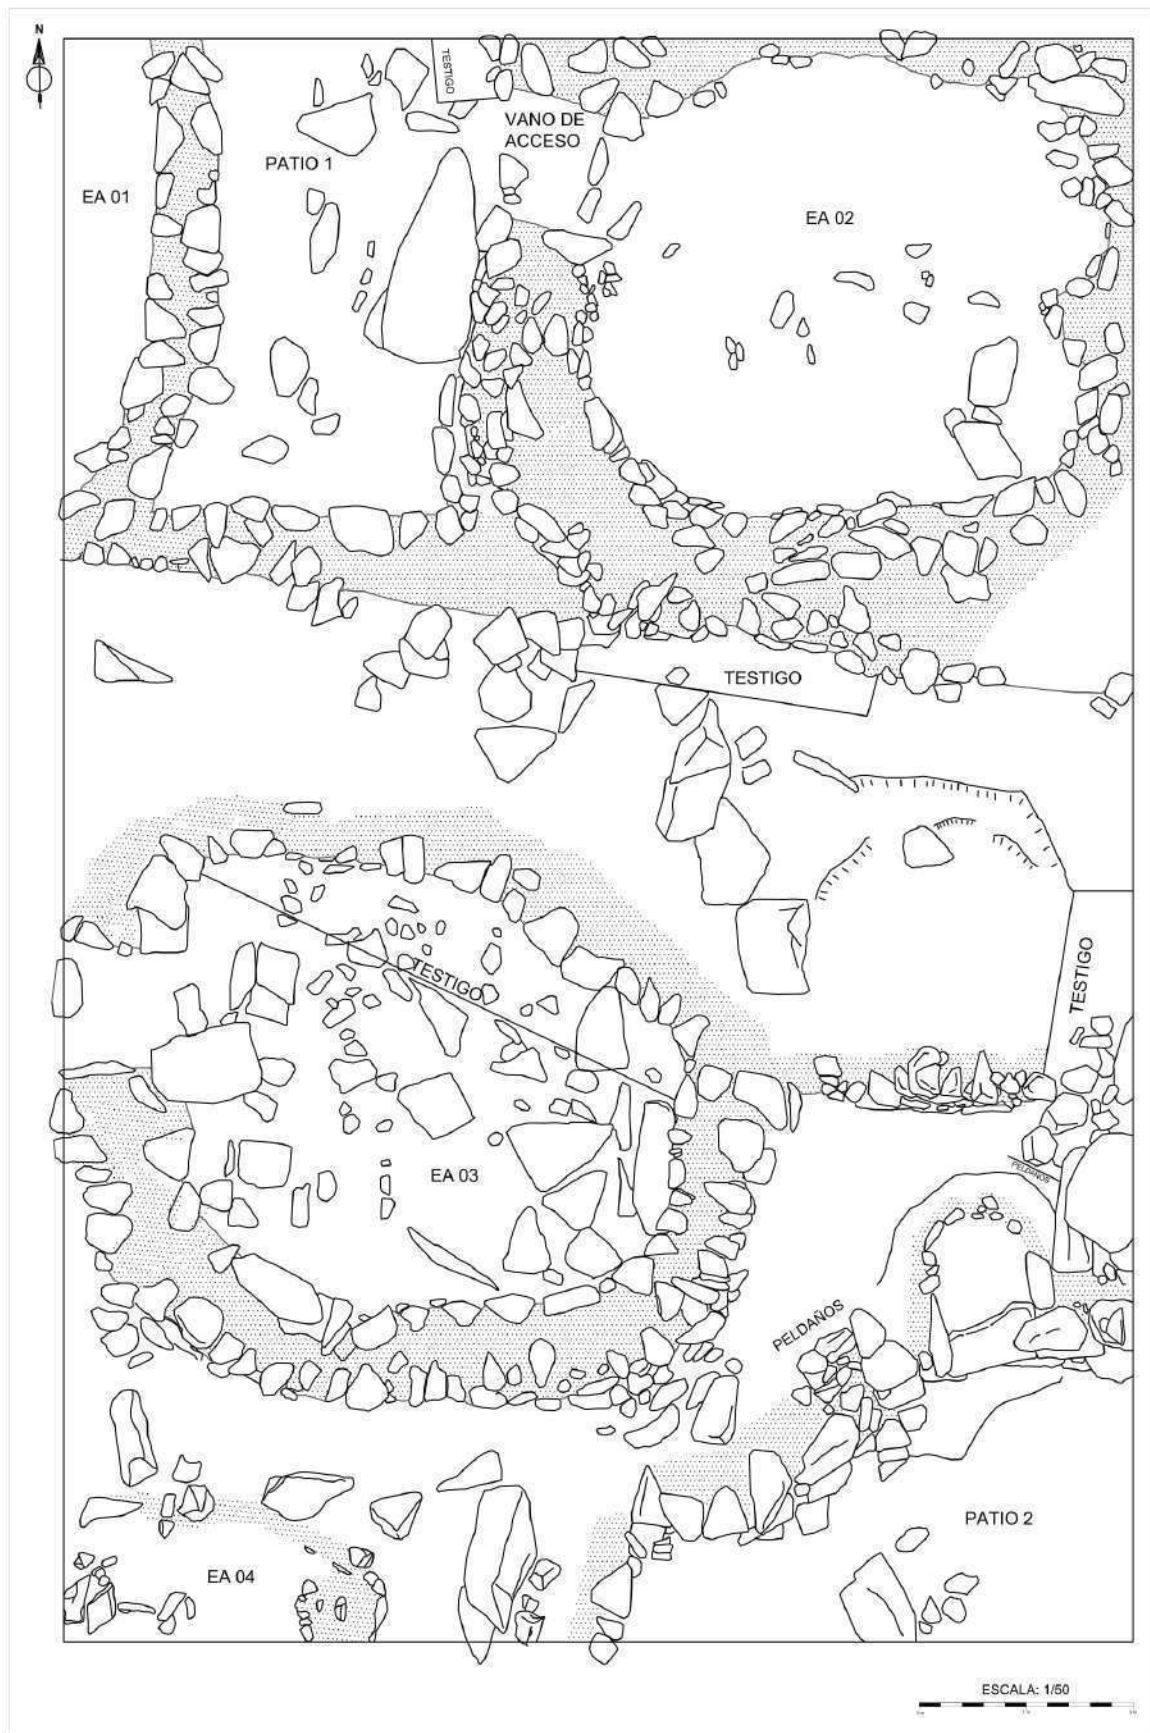 N
TESTIGO
VANO DE
ACCESO
PATIO 1
EA 01
EA 02
TESTIGO
TESTIGO
TESTIGO
EA 03
PELDAÑOS
PELDAÑOS
PATIO 2
EA 04
ESCALA: 1/50